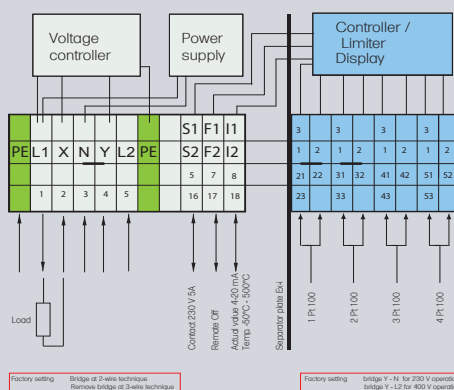 Voltage controller
Power supply
Controller / Limiter Display
S1 F1 I1 3 3 3 3
PE L1 X N Y L2 PE S2 F2 I2 1 2 1 2 1 2 1 2
5 7 8 21 22 31 32 41 42 51 52
1 2 3 4 5 16 17 18 23 33 43 53
Load
Contact 230 V 5A
Remote Off
Actual value 4-20 mA
Temp. -50°C - 500°C
Separator plate Ex-i
1 Pt 100
2 Pt 100
3 Pt 100
4 Pt 100
Factory setting Bridge at 2-wire technique
Remove bridge at 3-wire technique
Factory setting bridge Y - N for 230 V operation
bridge Y - L2 for 400 V operation